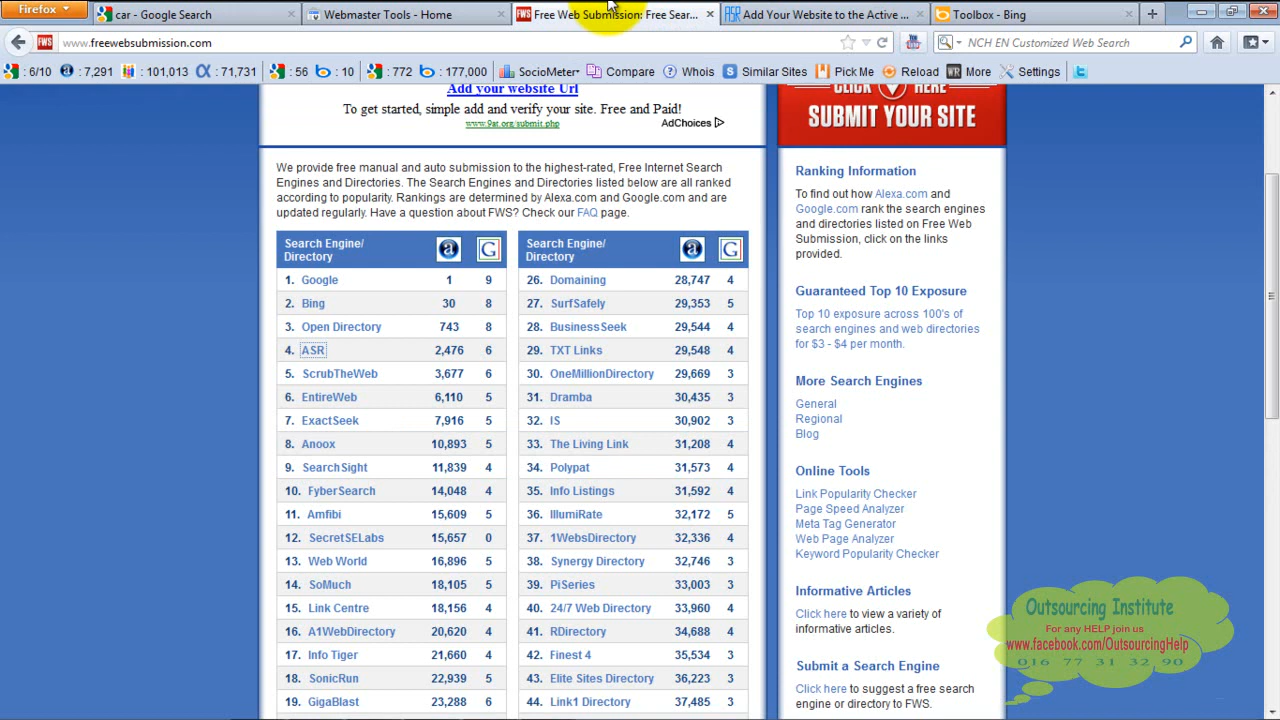 Firefox
car - Google Search
Webmaster Tools - Home
Free Web Submission: Free Sear...
Add Your Website to the Active ...
Toolbox - Bing
www.freewebsubmission.com
NCH EN Customized Web Search
: 6/10
: 7,291
: 101,013
: 71,731
: 56
: 10
: 772
: 177,000
SocioMeter
Compare
Whois
Similar Sites
Pick Me
Reload
WR More
Settings
Add your website Url
To get started, simple add and verify your site. Free and Paid!
www.9at.org/submit.php
AdChoices
CLICK HERE
SUBMIT YOUR SITE
We provide free manual and auto submission to the highest-rated, Free Internet Search
Engines and Directories. The Search Engines and Directories listed below are all ranked
according to popularity. Rankings are determined by Alexa.com and Google.com and are
updated regularly. Have a question about FWS? Check our FAQ page.
Search Engine/
Directory
a G
1. Google 1 9
2. Bing 30 8
3. Open Directory 743 8
4. ASR 2,476 6
5. ScrubTheWeb 3,677 6
6. EntireWeb 6,110 5
7. ExactSeek 7,916 5
8. Anoox 10,893 5
9. SearchSight 11,839 4
10. FyberSearch 14,048 4
11. Amfibi 15,609 5
12. SecretSELabs 15,657 0
13. Web World 16,896 5
14. SoMuch 18,105 5
15. Link Centre 18,156 4
16. A1WebDirectory 20,620 4
17. Info Tiger 21,660 4
18. SonicRun 22,939 5
19. GigaBlast 23,288 6
Search Engine/
Directory
a G
26. Domaining 28,747 4
27. SurfSafely 29,353 5
28. BusinessSeek 29,544 4
29. TXT Links 29,548 4
30. OneMillionDirectory 29,669 3
31. Dramba 30,435 3
32. IS 30,902 3
33. The Living Link 31,208 4
34. Polypat 31,573 4
35. Info Listings 31,592 4
36. IllumiRate 32,172 5
37. 1WebsDirectory 32,336 4
38. Synergy Directory 32,746 3
39. PiSeries 33,003 3
40. 24/7 Web Directory 33,960 4
41. RDirectory 34,688 4
42. Finest 4 35,534 3
43. Elite Sites Directory 36,223 3
44. Link1 Directory 37,485 3
Ranking Information
To find out how Alexa.com and
Google.com rank the search engines
and directories listed on Free Web
Submission, click on the links
provided.
Guaranteed Top 10 Exposure
Top 10 exposure across 100's of
search engines and web directories
for $3 - $4 per month.
More Search Engines
General
Regional
Blog
Online Tools
Link Popularity Checker
Page Speed Analyzer
Meta Tag Generator
Web Page Analyzer
Keyword Popularity Checker
Informative Articles
Click here to view a variety of
informative articles.
Submit a Search Engine
Click here to suggest a free search
engine or directory to FWS.
Outsourcing Institute
For any HELP join us
www.facebook.com/OutsourcingHelp
016 77 31 32 90